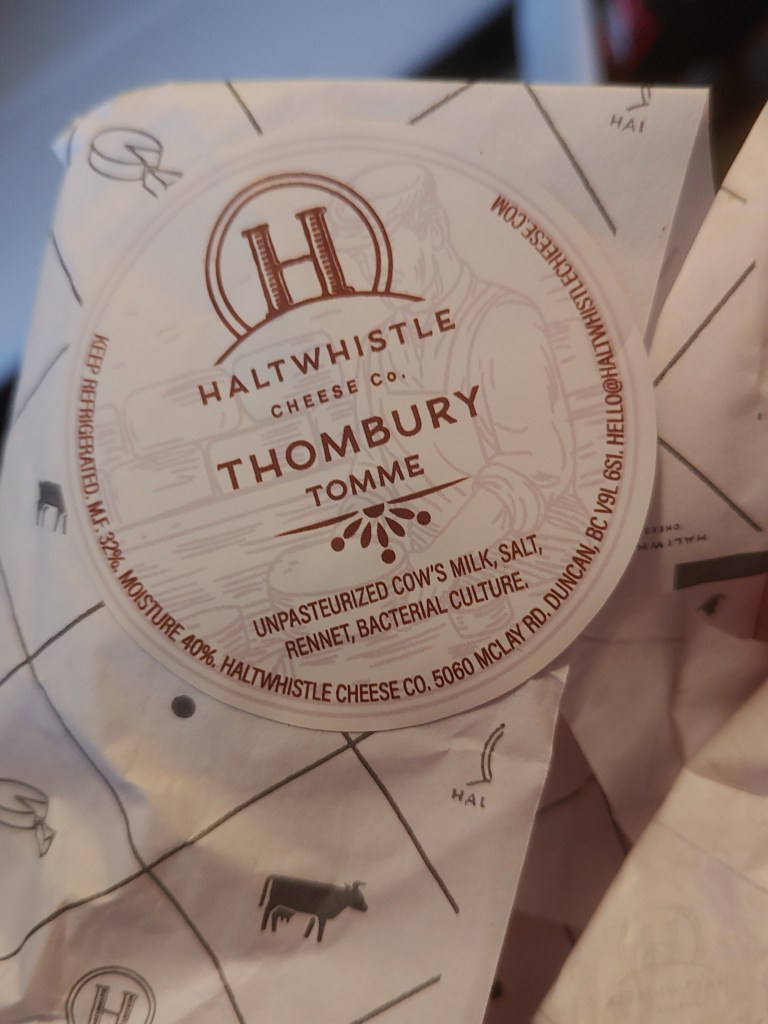 HAI
H
HALTWHISTLE
CHEESE Co.
THOMBURY
TOMME
UNPASTEURIZED COW'S MILK, SALT,
RENNET, BACTERIAL CULTURE.
KEEP REFRIGERATED. M.F. 32%. MOISTURE 40%. HALTWHISTLE CHEESE CO. 5060 MCLAY RD, DUNCAN, BC V9L 6S1. HELLO@HALTWHISTLECHEESE.COM
HAL
H